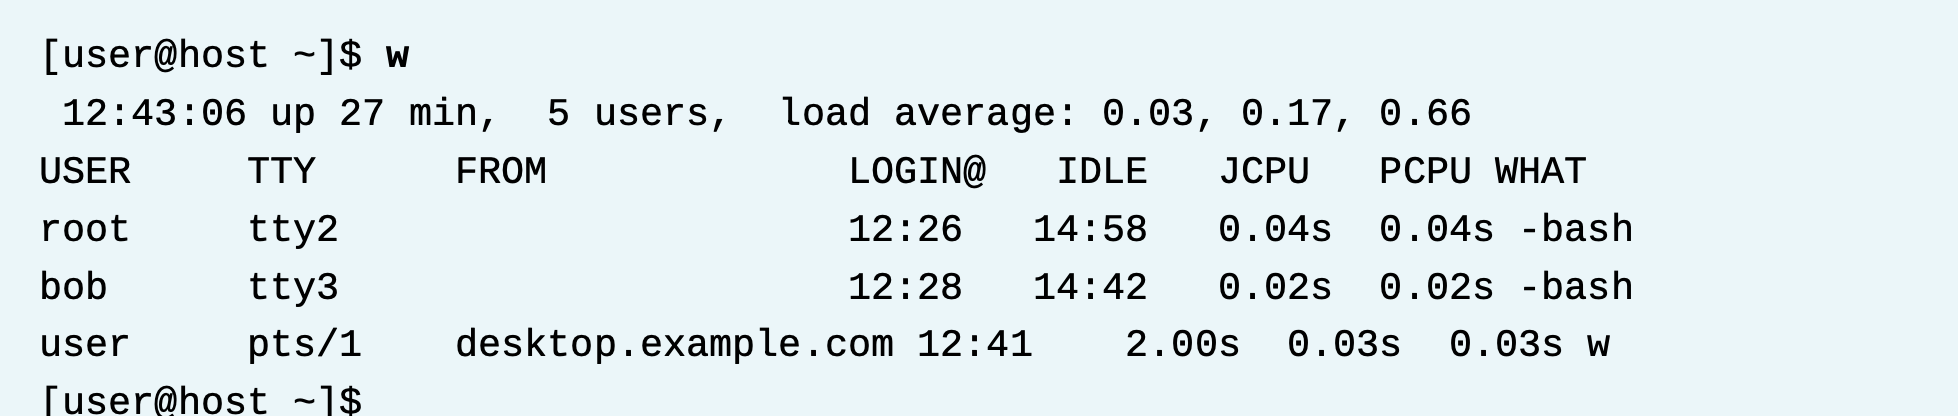 [user@host ~]$ w
 12:43:06 up 27 min,  5 users,  load average: 0.03, 0.17, 0.66
USER     TTY      FROM             LOGIN@   IDLE   JCPU   PCPU WHAT
root     tty2                      12:26   14:58   0.04s  0.04s -bash
bob      tty3                      12:28   14:42   0.02s  0.02s -bash
user     pts/1    desktop.example.com 12:41    2.00s  0.03s  0.03s w
[user@host ~]$